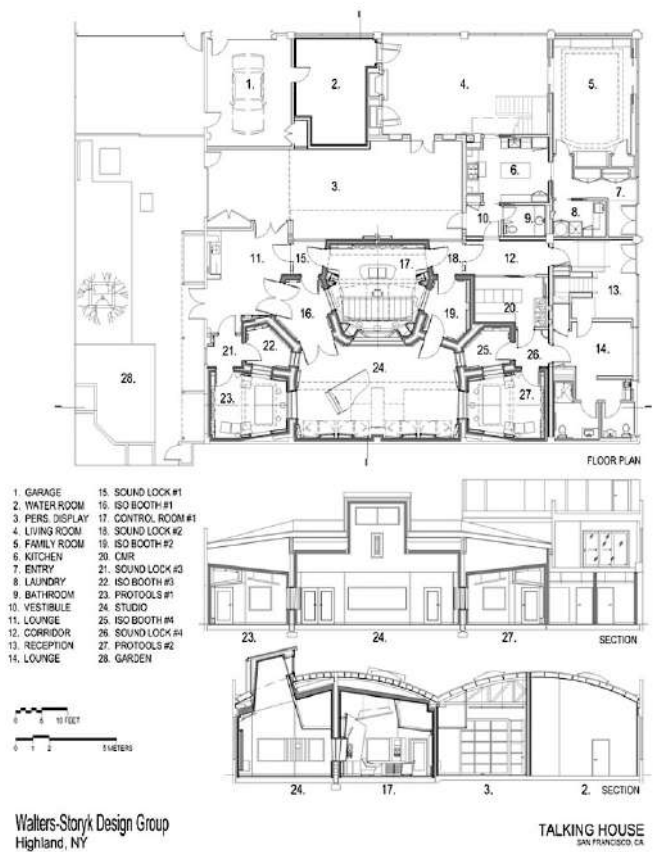 1.
2.
3.
4.
5.
6.
7.
8.
9.
10.
11.
12.
13.
14.
15.
16.
17.
18.
19.
20.
21.
22.
23.
24.
25.
26.
27.
28.
FLOOR PLAN
1. GARAGE
2. WATER ROOM
3. PERS. DISPLAY
4. LIVING ROOM
5. FAMILY ROOM
6. KITCHEN
7. ENTRY
8. LAUNDRY
9. BATHROOM
10. VESTIBULE
11. LOUNGE
12. CORRIDOR
13. RECEPTION
14. LOUNGE
15. SOUND LOCK #1
16. ISO BOOTH #1
17. CONTROL ROOM #1
18. SOUND LOCK #2
19. ISO BOOTH #2
20. CMR
21. SOUND LOCK #3
22. ISO BOOTH #3
23. PROTOOLS #1
24. STUDIO
25. ISO BOOTH #4
26. SOUND LOCK #4
27. PROTOOLS #2
28. GARDEN
23. 24. 27. SECTION
0 5 10 FEET
0 1 2 5 METERS
24. 17. 3. 2. SECTION
Walters-Storyk Design Group
Highland, NY
TALKING HOUSE
SAN FRANCISCO, CA